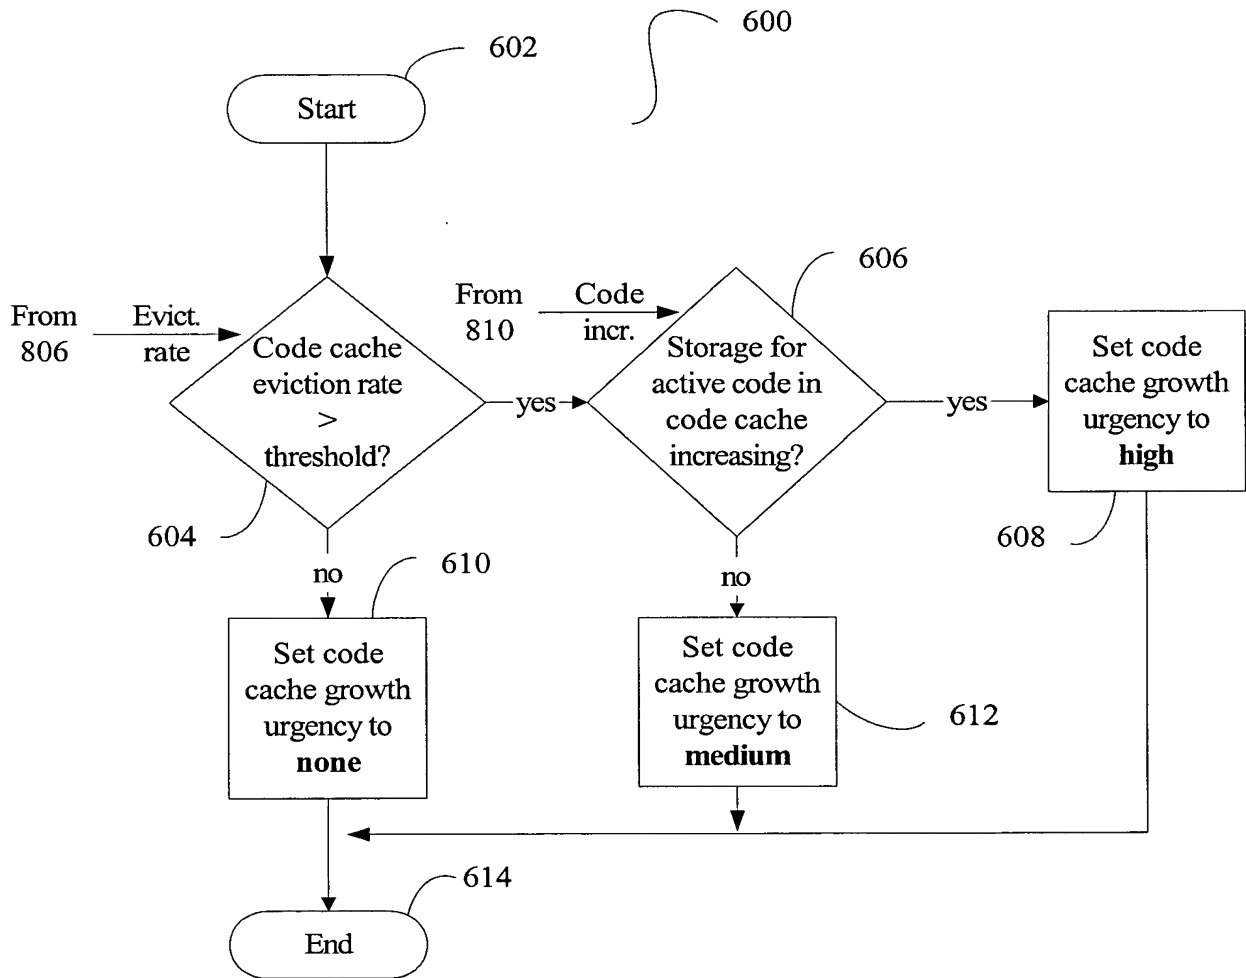 600
602
Start
606
From
806
Evict.
rate
From
810
Code
incr.
Code cache
eviction rate
>
threshold?
yes
Storage for
active code in
code cache
increasing?
yes
Set code
cache growth
urgency to
high
604
608
no
610
no
Set code
cache growth
urgency to
none
Set code
cache growth
urgency to
medium
612
614
End